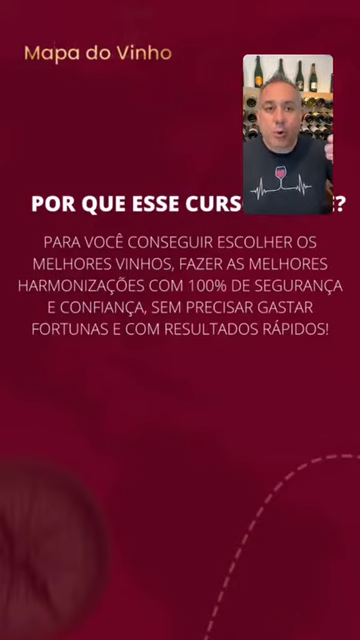 Mapa do Vinho
POR QUE ESSE CURS ?
PARA VOCÊ CONSEGUIR ESCOLHER OS
MELHORES VINHOS, FAZER AS MELHORES
HARMONIZAÇÕES COM 100% DE SEGURANÇA
E CONFIANÇA, SEM PRECISAR GASTAR
FORTUNAS E COM RESULTADOS RÁPIDOS!